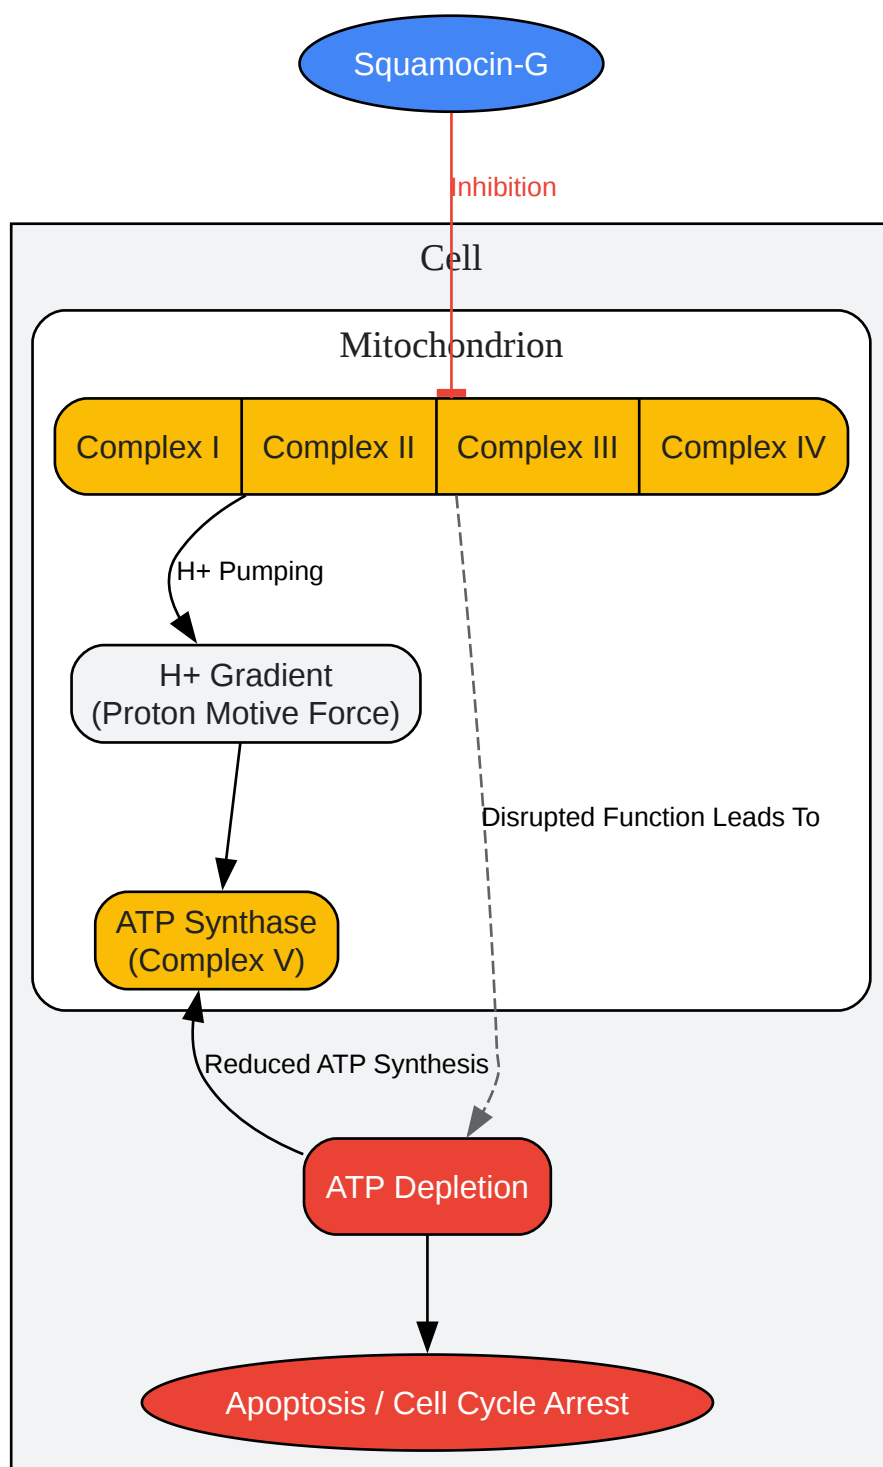 Squamocin-G
Inhibition
Cell
Mitochondrion
Complex I
Complex II
Complex III
Complex IV
H+ Pumping
H+ Gradient
(Proton Motive Force)
Disrupted Function Leads To
ATP Synthase
(Complex V)
Reduced ATP Synthesis
ATP Depletion
Apoptosis / Cell Cycle Arrest